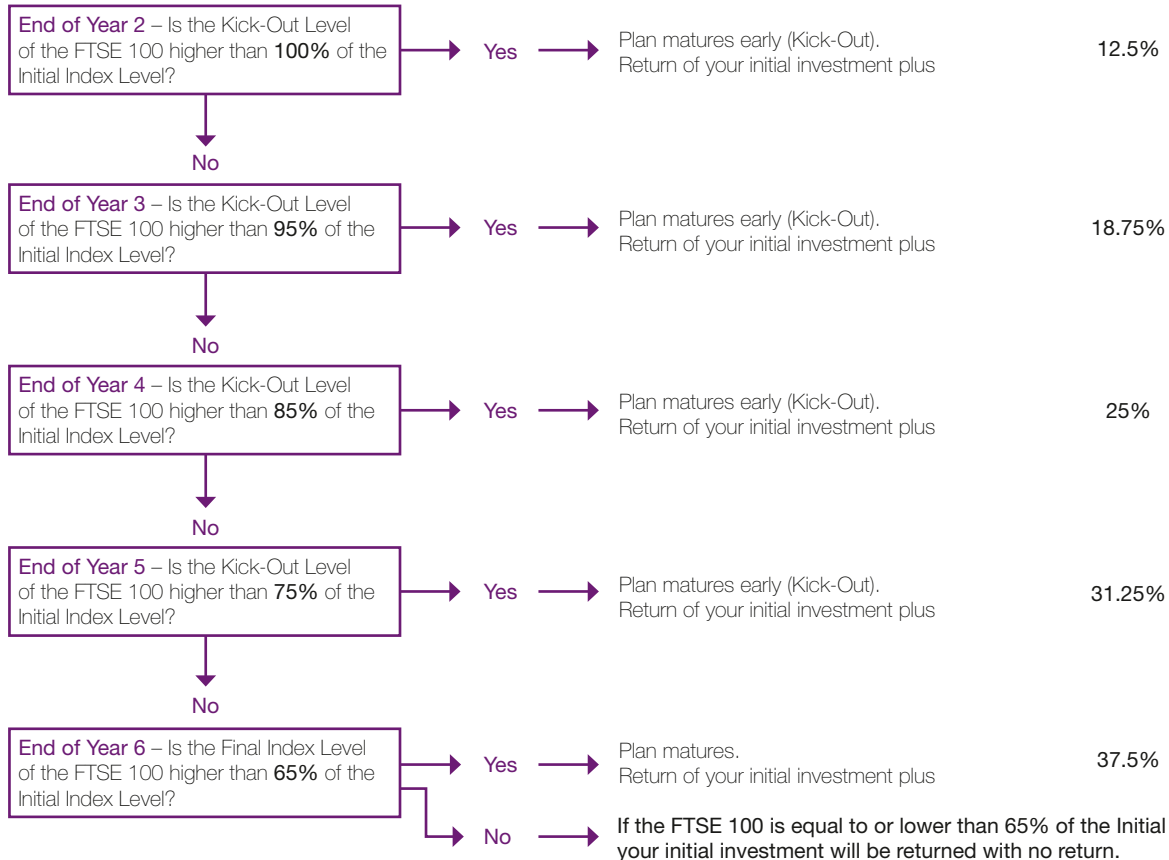 End of Year 2 – Is the Kick-Out Level
of the FTSE 100 higher than 100% of the
Initial Index Level?
Yes
Plan matures early (Kick-Out).
Return of your initial investment plus
12.5%
No
End of Year 3 – Is the Kick-Out Level
of the FTSE 100 higher than 95% of the
Initial Index Level?
Yes
Plan matures early (Kick-Out).
Return of your initial investment plus
18.75%
No
End of Year 4 – Is the Kick-Out Level
of the FTSE 100 higher than 85% of the
Initial Index Level?
Yes
Plan matures early (Kick-Out).
Return of your initial investment plus
25%
No
End of Year 5 – Is the Kick-Out Level
of the FTSE 100 higher than 75% of the
Initial Index Level?
Yes
Plan matures early (Kick-Out).
Return of your initial investment plus
31.25%
No
End of Year 6 – Is the Final Index Level
of the FTSE 100 higher than 65% of the
Initial Index Level?
Yes
Plan matures.
Return of your initial investment plus
37.5%
No
If the FTSE 100 is equal to or lower than 65% of the Initial
your initial investment will be returned with no return.